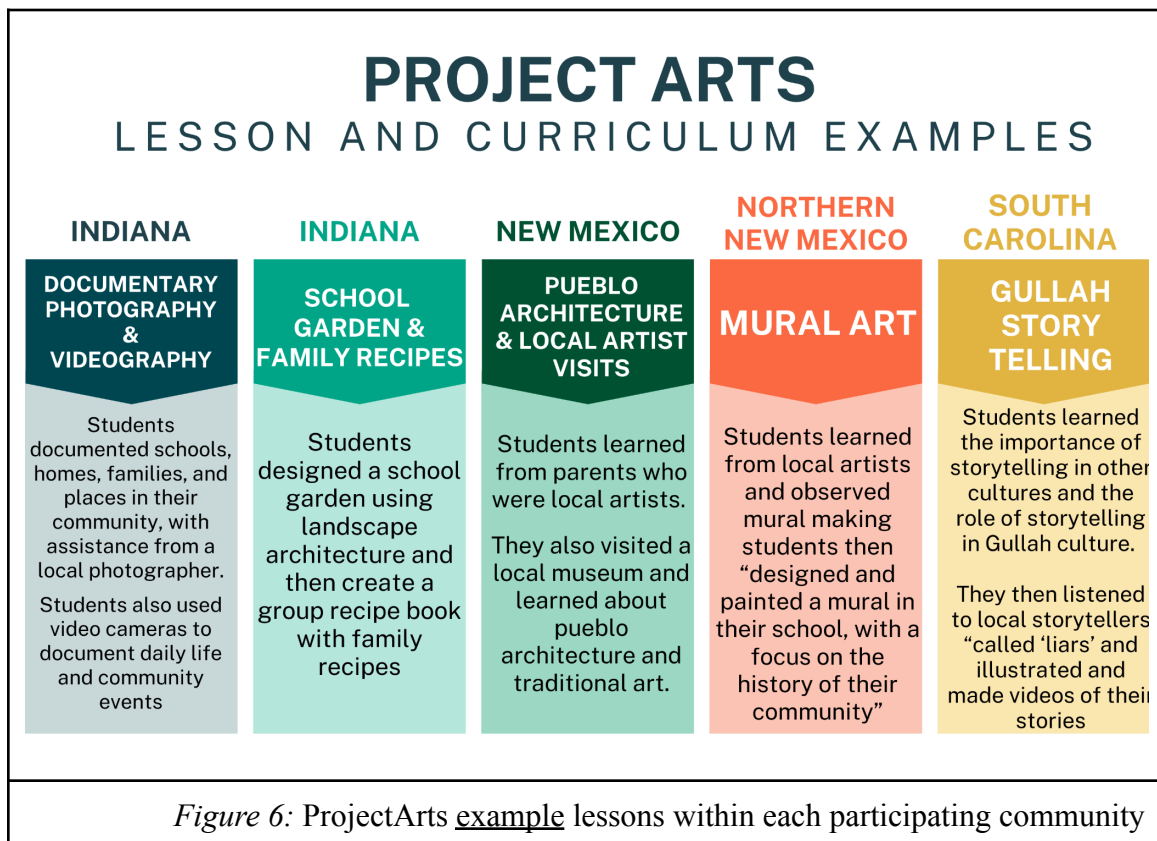 PROJECT ARTS
LESSON AND CURRICULUM EXAMPLES
INDIANA
DOCUMENTARY
PHOTOGRAPHY
&
VIDEOGRAPHY
Students
documented schools,
homes, families, and
places in their
community, with
assistance from a
local photographer.
Students also used
video cameras to
document daily life
and community
events
INDIANA
SCHOOL
GARDEN &
FAMILY RECIPES
Students
designed a school
garden using
landscape
architecture and
then create a
group recipe book
with family
recipes
NEW MEXICO
PUEBLO
ARCHITECTURE
& LOCAL ARTIST
VISITS
Students learned
from parents who
were local artists.
They also visited a
local museum and
learned about
pueblo
architecture and
traditional art.
NORTHERN
NEW MEXICO
MURAL ART
Students learned
from local artists
and observed
mural making
students then
“designed and
painted a mural in
their school, with a
focus on the
history of their
community”
SOUTH
CAROLINA
GULLAH
STORY
TELLING
Students learned
the importance of
storytelling in other
cultures and the
role of storytelling
in Gullah culture.
They then listened
to local storytellers
“called ‘liars’ and
illustrated and
made videos of their
stories
Figure 6: ProjectArts example lessons within each participating community